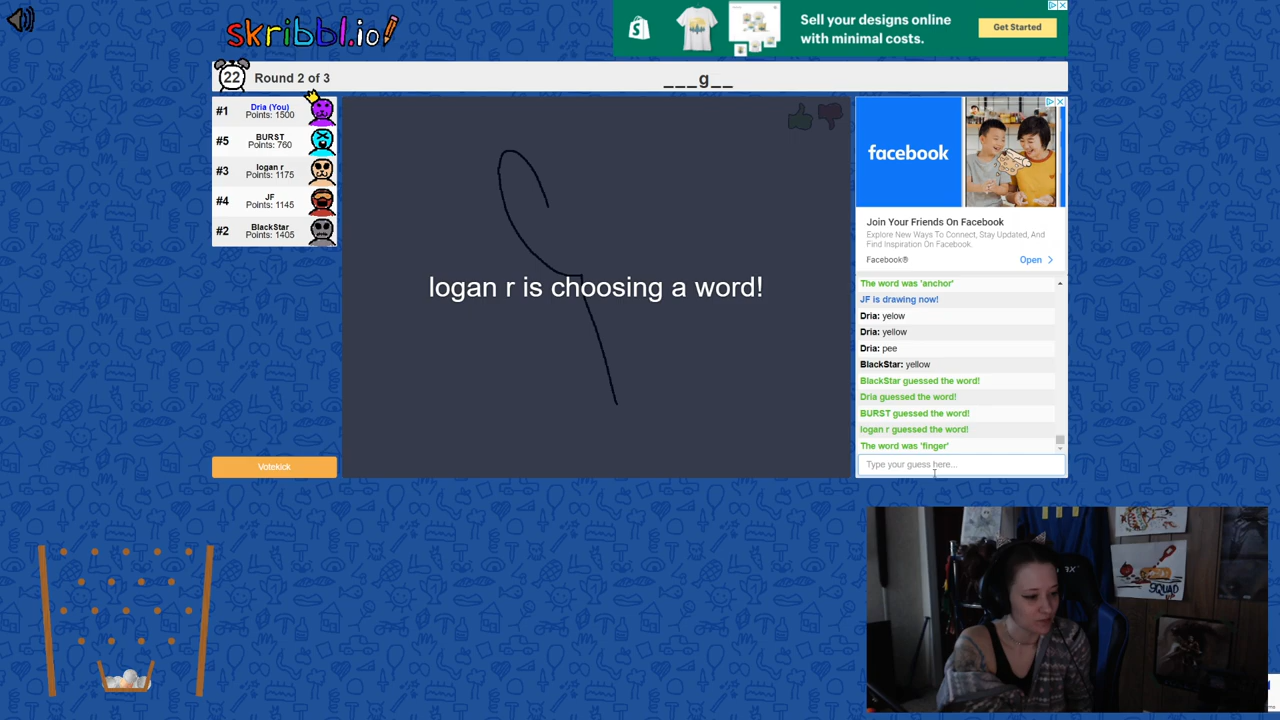 skribbl.io!
Sell your designs online
with minimal costs.
Get Started
22
Round 2 of 3
___g__
#1
Dria (You)
Points: 1500
#5
BURST
Points: 760
#3
logan r
Points: 1175
#4
JF
Points: 1145
#2
BlackStar
Points: 1405
Votekick
logan r is choosing a word!
facebook
Join Your Friends On Facebook
Explore New Ways To Connect, Stay Updated, And
Find Inspiration On Facebook.
Facebook®
Open
The word was 'anchor'
JF is drawing now!
Dria: yelow
Dria: yellow
Dria: pee
BlackStar: yellow
BlackStar guessed the word!
Dria guessed the word!
BURST guessed the word!
logan r guessed the word!
The word was 'finger'
Type your guess here...
SQUAD